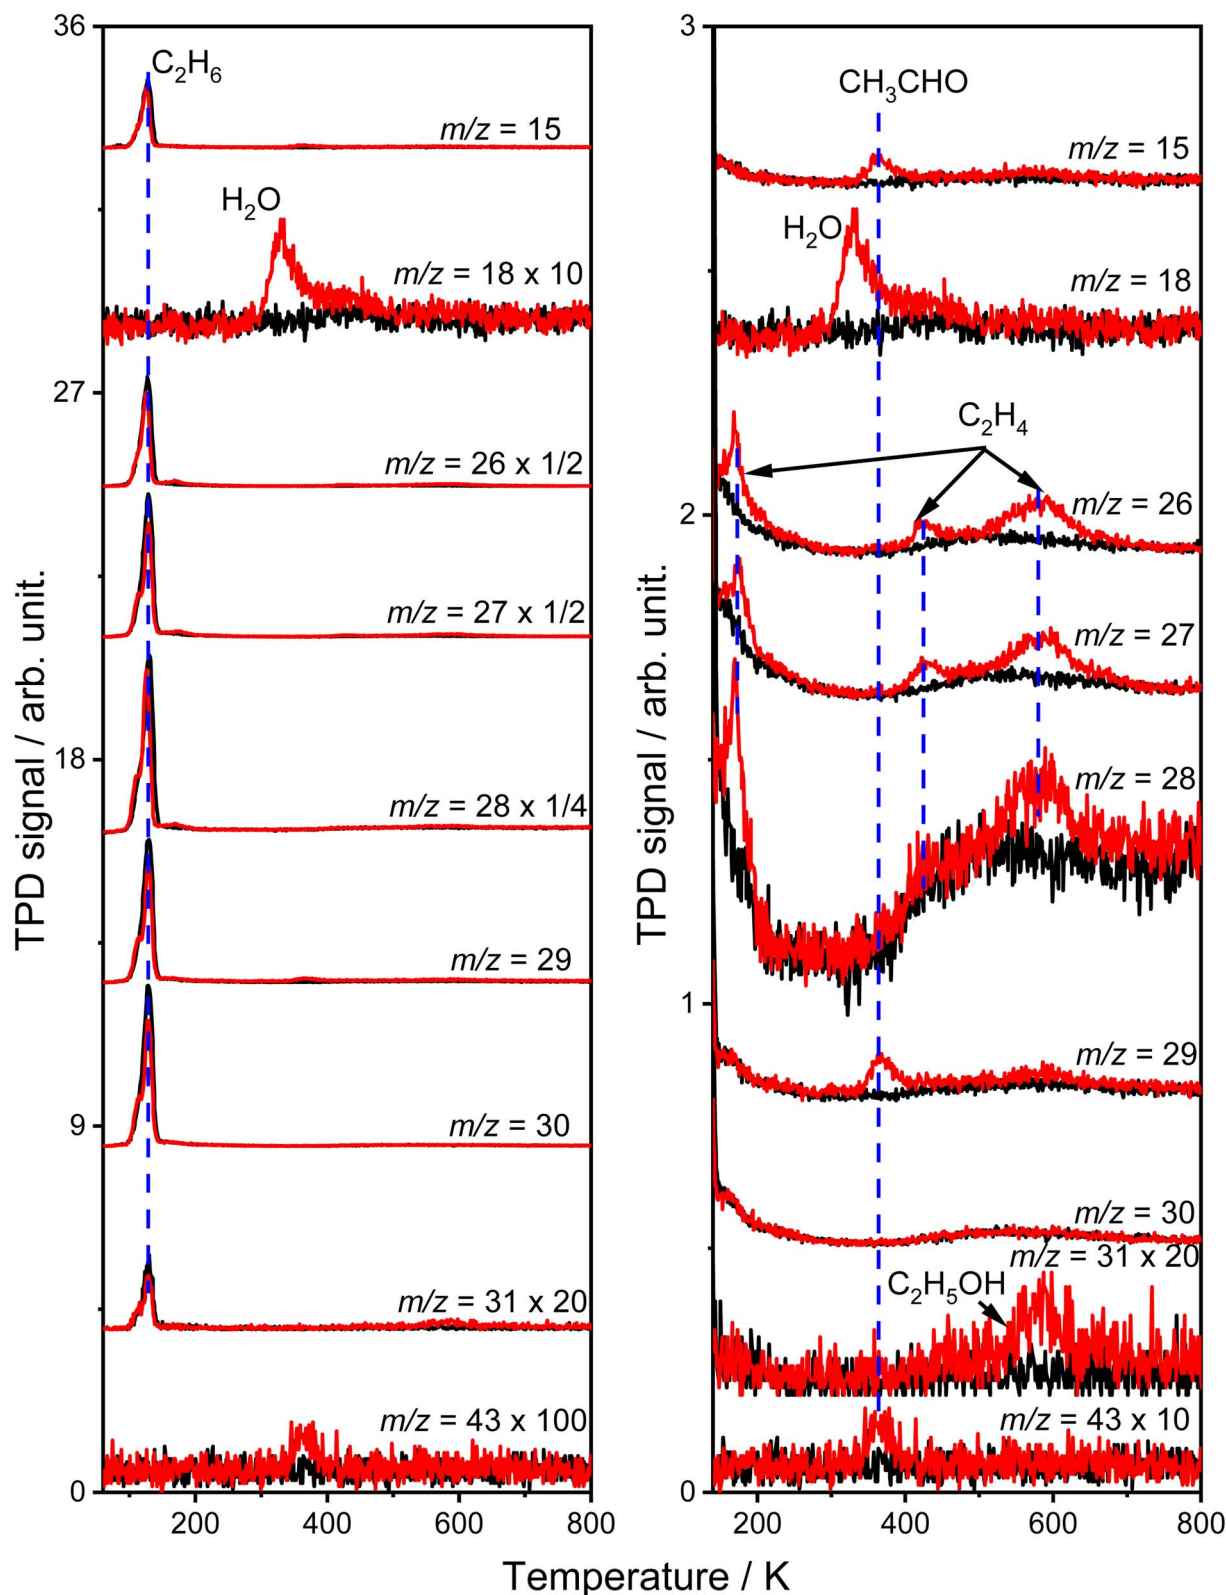 36
C₂H₆
m/z = 15
H₂O
m/z = 18 x 10
27
m/z = 26 x 1/2
m/z = 27 x 1/2
18
m/z = 28 x 1/4
m/z = 29
9
m/z = 30
m/z = 31 x 20
m/z = 43 x 100
0
200
400
600
800
TPD signal / arb. unit.
3
CH₃CHO
m/z = 15
H₂O
m/z = 18
C₂H₄
2
m/z = 26
m/z = 27
m/z = 28
1
m/z = 29
m/z = 30
m/z = 31 x 20
C₂H₅OH
m/z = 43 x 10
0
200
400
600
800
TPD signal / arb. unit.
Temperature / K